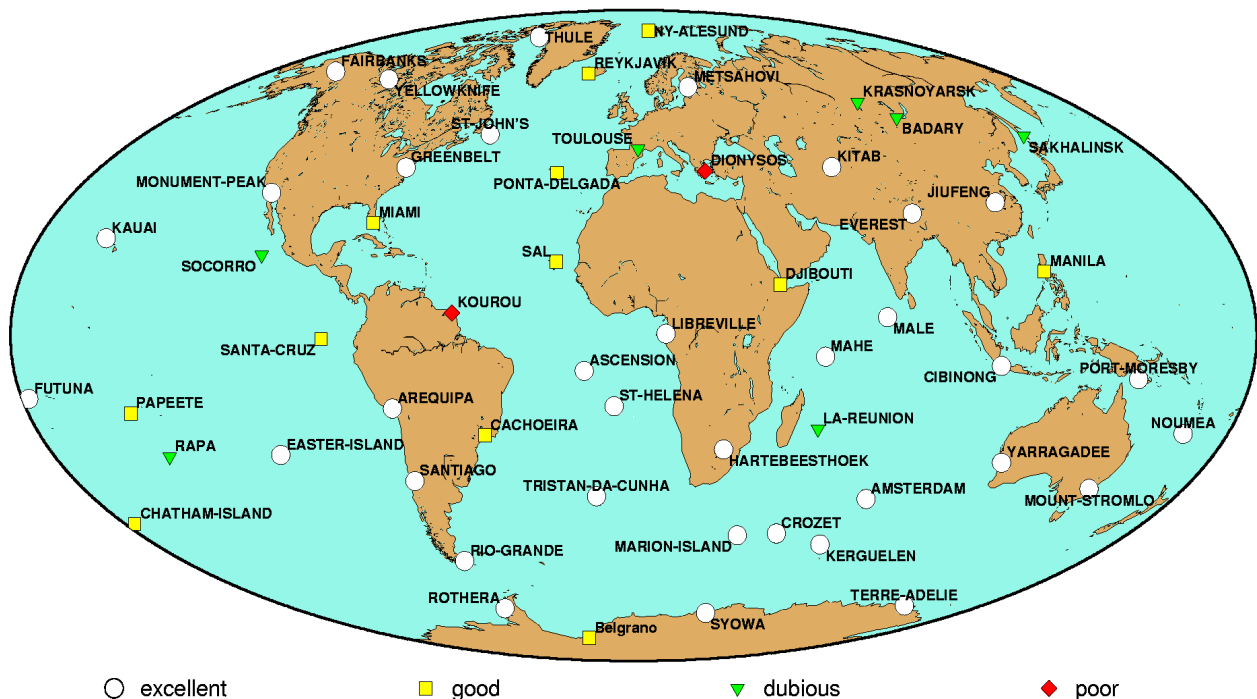 THULE
NY-ALESUND
FAIRBANKS
REYKJAVIK
METSAHOVI
YELLOWKNIFE
KRASNOYARSK
ST-JOHN'S
BADARY
TOULOUSE
SAKHALINSK
GREENBELT
DIONYSOS
KITAB
MONUMENT-PEAK
PONTA-DELGADA
JIUFENG
MIAMI
EVEREST
KAUAI
SAL
SOCORRO
MANILA
DJIBOUTI
KOUROU
LIBREVILLE
MALE
SANTA-CRUZ
MAHE
ASCENSION
CIBINONG
PORT-MORESBY
FUTUNA
PAPEETE
AREQUIPA
ST-HELENA
LA-REUNION
CACHOEIRA
NOUMEA
RAPA
EASTER-ISLAND
HARTEBEESTHOEK
YARRAGADEE
SANTIAGO
TRISTAN-DA-CUNHA
AMSTERDAM
MOUNT-STROMLO
CHATHAM-ISLAND
CROZET
MARION-ISLAND
RIO-GRANDE
KERGUELEN
ROTHERA
TERRE-ADELIE
SYOWA
Belgrano
excellent good dubious poor